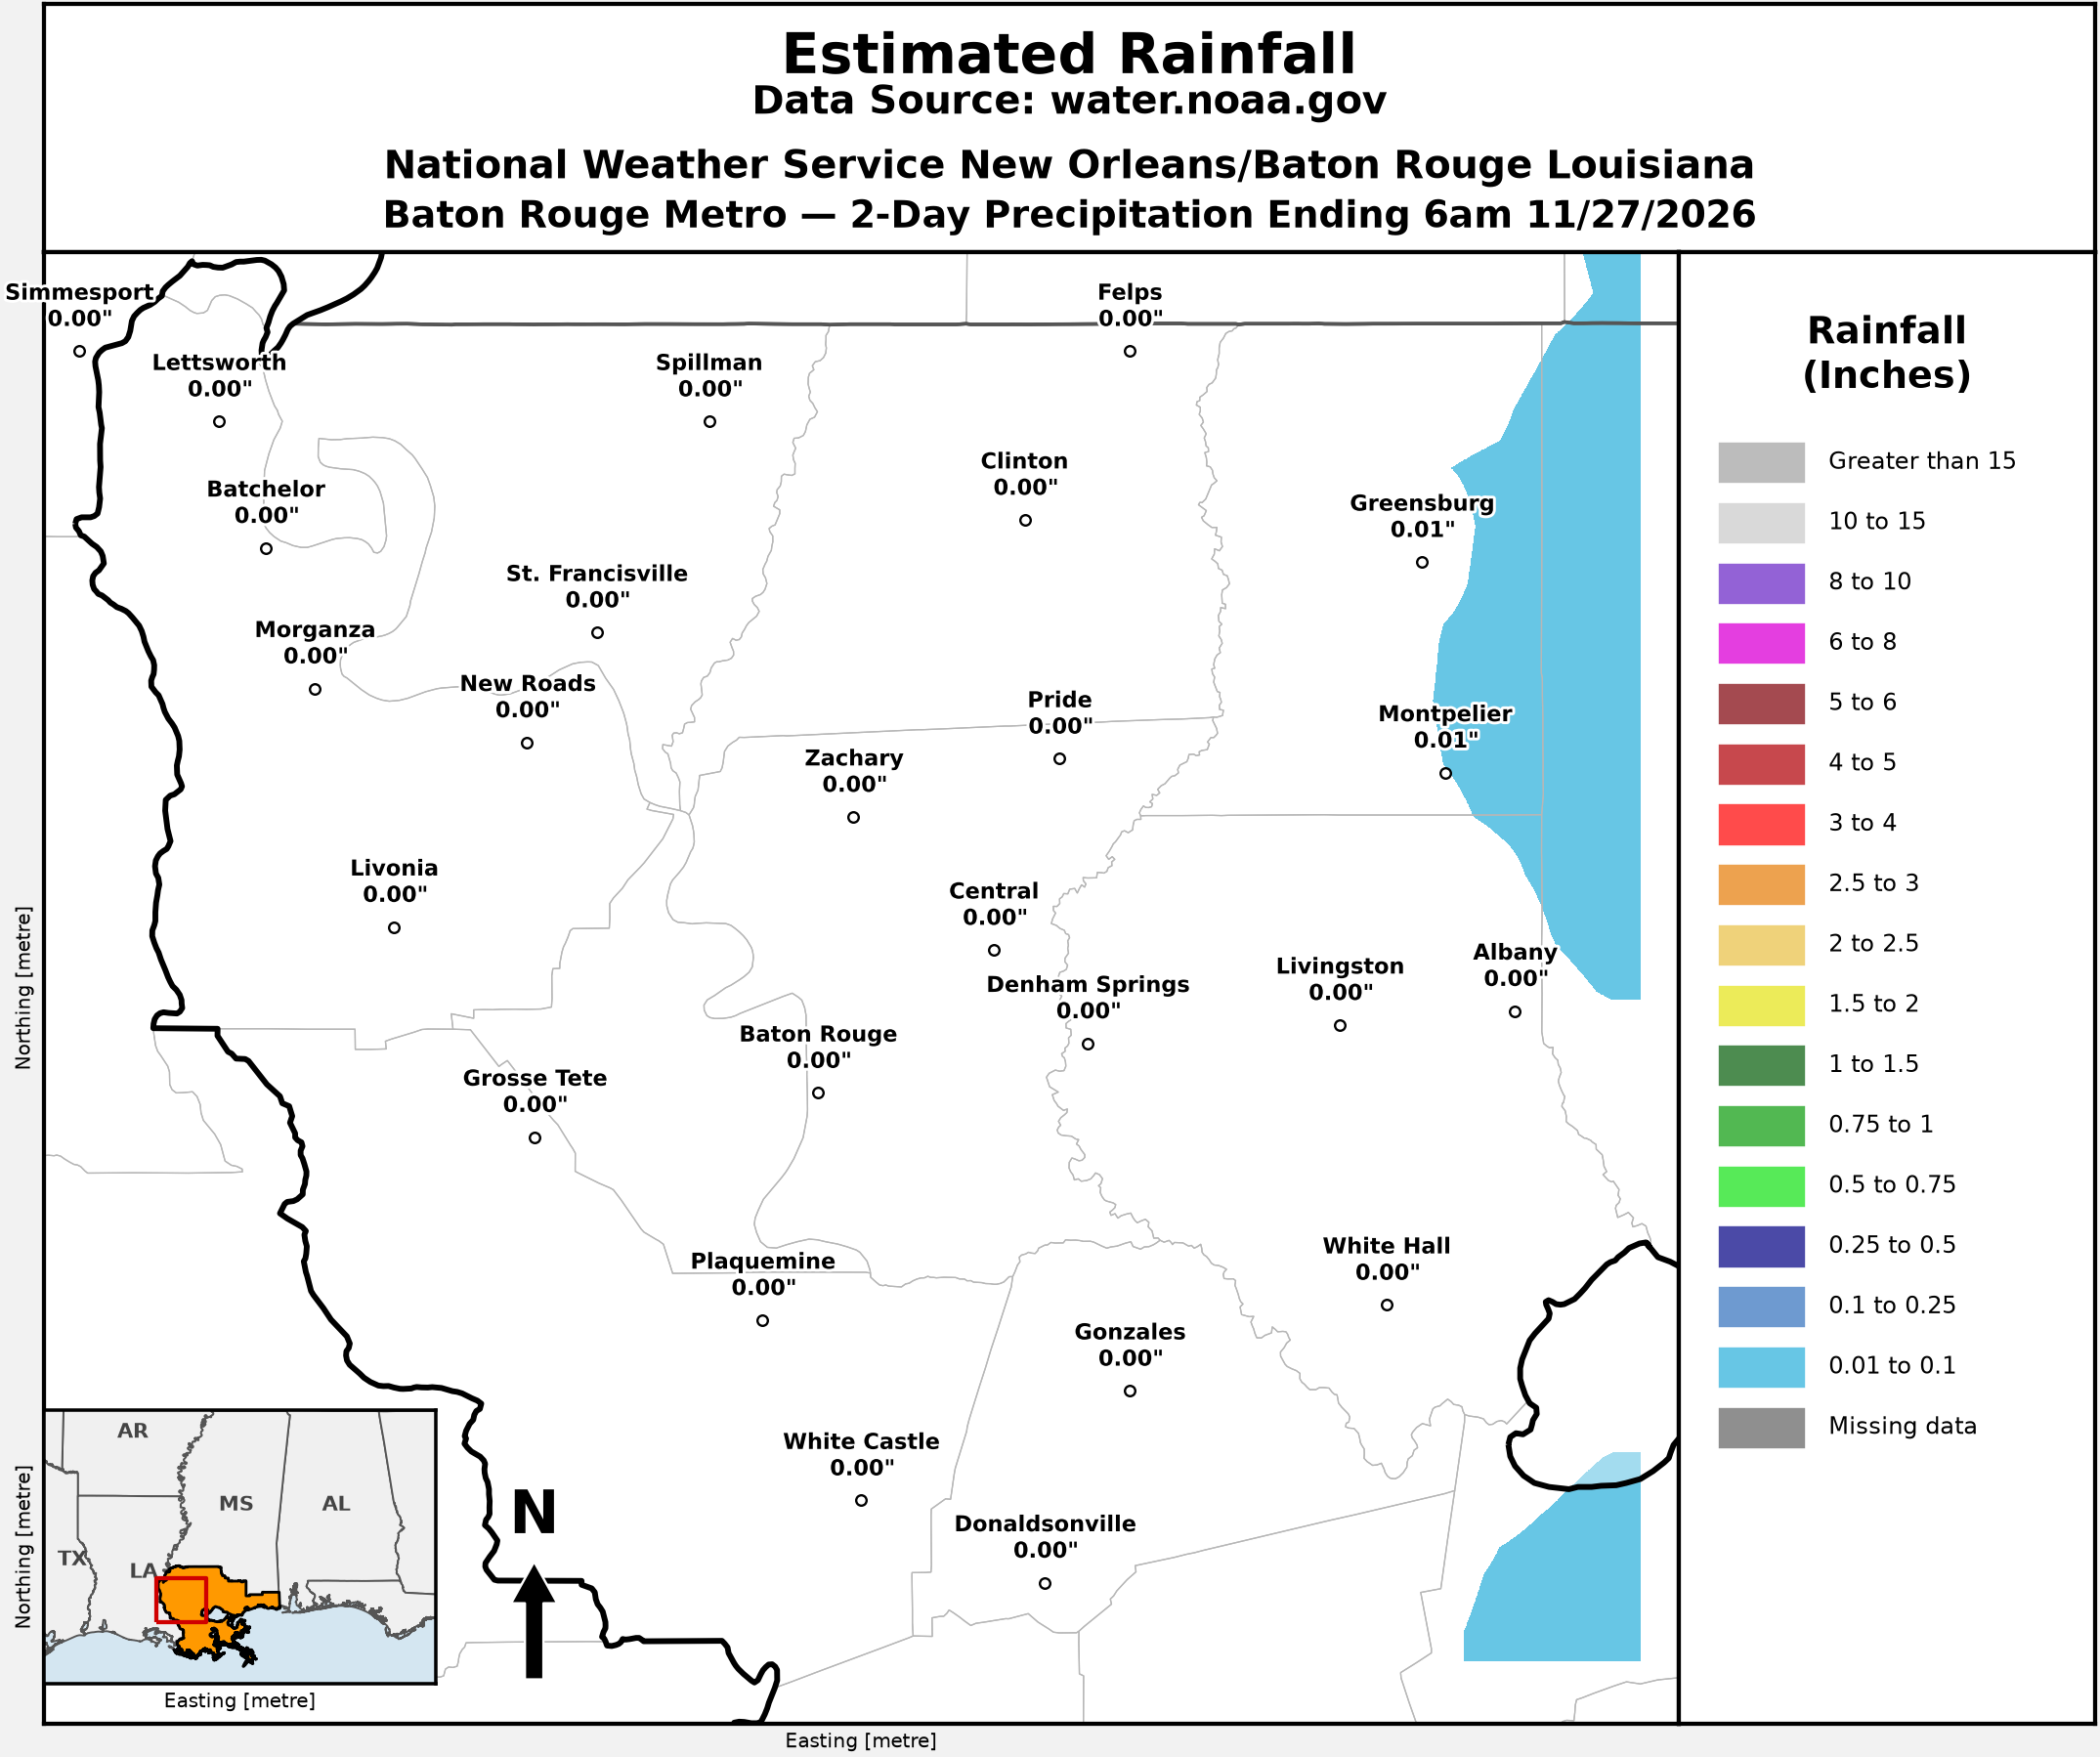 Estimated Rainfall
Data Source: water.noaa.gov
National Weather Service New Orleans/Baton Rouge Louisiana
Baton Rouge Metro — 2-Day Precipitation Ending 6am 11/27/2026
Simmesport
0.00"
Felps
0.00"
Lettsworth
0.00"
Spillman
0.00"
Clinton
0.00"
Batchelor
0.00"
Greensburg
0.01"
St. Francisville
0.00"
Morganza
0.00"
New Roads
0.00"
Pride
0.00"
Montpelier
0.01"
Zachary
0.00"
Livonia
0.00"
Central
0.00"
Albany
0.00"
Livingston
0.00"
Denham Springs
0.00"
Baton Rouge
0.00"
Grosse Tete
0.00"
White Hall
0.00"
Plaquemine
0.00"
Gonzales
0.00"
White Castle
0.00"
Donaldsonville
0.00"
N
Rainfall
(Inches)
Greater than 15
10 to 15
8 to 10
6 to 8
5 to 6
4 to 5
3 to 4
2.5 to 3
2 to 2.5
1.5 to 2
1 to 1.5
0.75 to 1
0.5 to 0.75
0.25 to 0.5
0.1 to 0.25
0.01 to 0.1
Missing data
AR
MS
AL
TX
LA
Northing [metre]
Northing [metre]
Easting [metre]
Easting [metre]